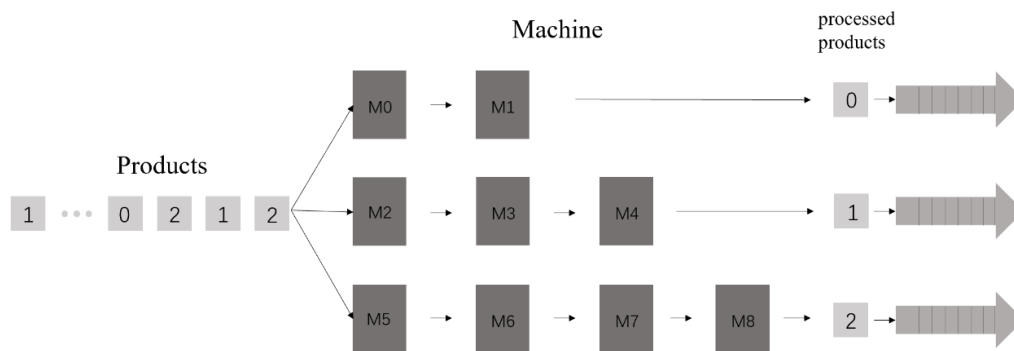 Machine
processed
products
M0 M1 0
Products
1 0 2 1 2
M2 M3 M4 1
M5 M6 M7 M8 2